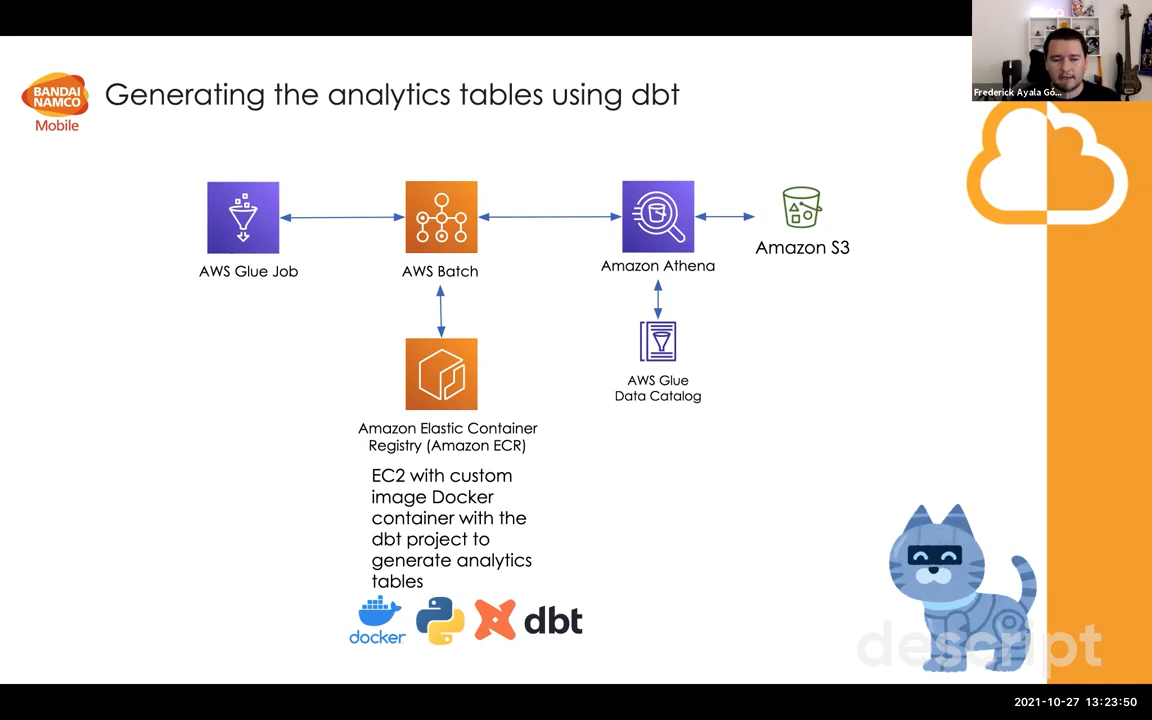 Frederick Ayala Gó...
BANDAI
NAMCO
Mobile
Generating the analytics tables using dbt
AWS Glue Job
AWS Batch
Amazon Athena
Amazon S3
AWS Glue
Data Catalog
Amazon Elastic Container
Registry (Amazon ECR)
EC2 with custom
image Docker
container with the
dbt project to
generate analytics
tables
docker
dbt
descript
2021-10-27 13:23:50